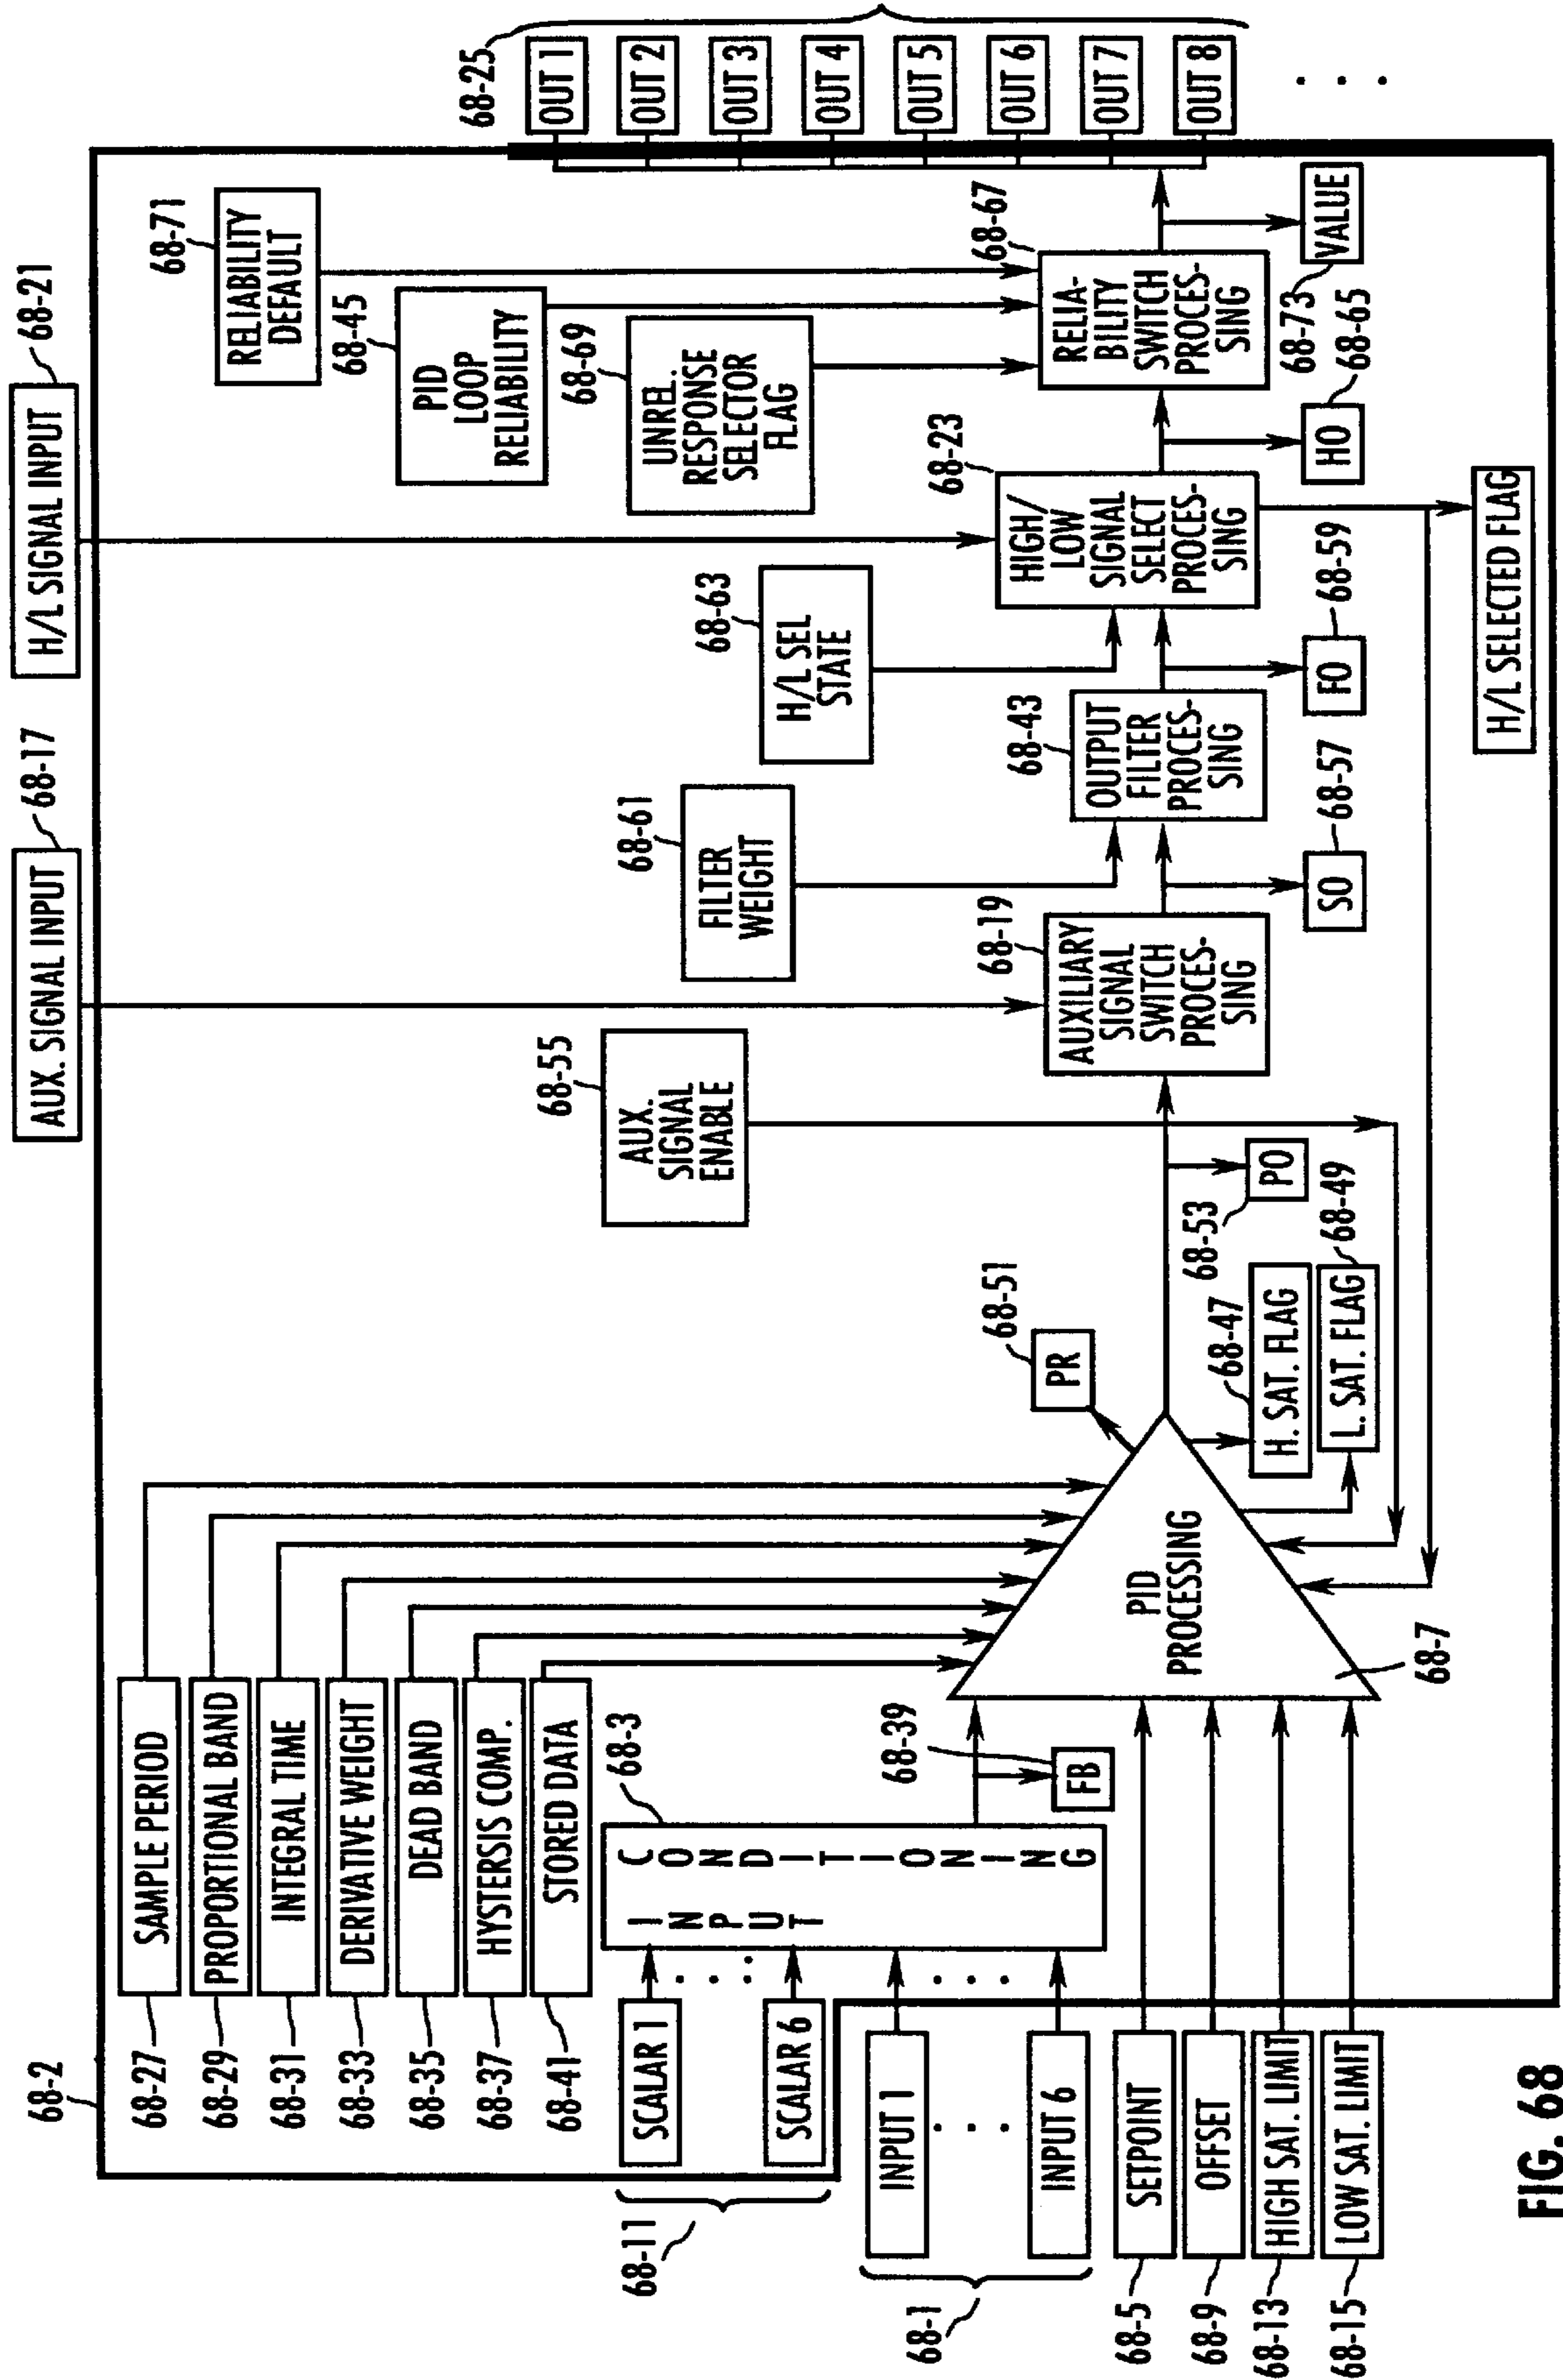 68-2
68-27
SAMPLE PERIOD
68-29
PROPORTIONAL BAND
68-31
INTEGRAL TIME
68-33
DERIVATIVE WEIGHT
68-35
DEAD BAND
68-37
HYSTERSIS COMP.
68-41
STORED DATA
68-11
SCALAR 1
SCALAR 6
68-1
INPUT 1
INPUT 6
68-5
SETPOINT
68-9
OFFSET
68-13
HIGH SAT. LIMIT
68-15
LOW SAT. LIMIT
68-3
INPUT
CONDITIONING
68-39
FB
PID
PROCESSING
68-7
68-51
PR
68-47
H. SAT. FLAG
L. SAT. FLAG
68-49
68-53
PO
AUX. SIGNAL INPUT
68-17
68-55
AUX.
SIGNAL
ENABLE
68-19
AUXILIARY
SIGNAL
SWITCH
PROCES-
SING
SO
68-57
68-61
FILTER
WEIGHT
68-43
OUTPUT
FILTER
PROCES-
SING
FO
68-59
H/L SIGNAL INPUT
68-21
68-63
H/L SEL
STATE
68-23
HIGH/
LOW
SIGNAL
SELECT
PROCES-
SING
HO
68-65
H/L SELECTED FLAG
68-71
RELIABILITY
DEFAULT
68-45
PID
LOOP
RELIABILITY
68-69
UNREL.
RESPONSE
SELECTOR
FLAG
68-67
RELIA-
BILITY
SWITCH
PROCES-
SING
68-73
VALUE
68-25
OUT 1
OUT 2
OUT 3
OUT 4
OUT 5
OUT 6
OUT 7
OUT 8
FIG. 68